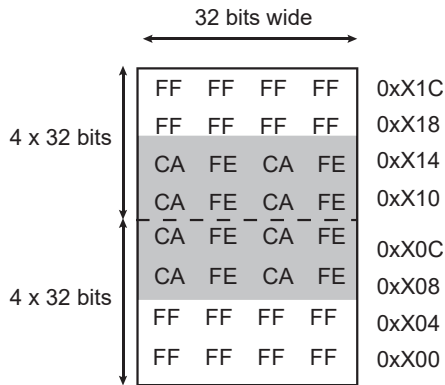 32 bits wide
FF FF FF FF 0xX1C
FF FF FF FF 0xX18
4 x 32 bits
CA FE CA FE 0xX14
CA FE CA FE 0xX10
CA FE CA FE 0xX0C
CA FE CA FE 0xX08
4 x 32 bits
FF FF FF FF 0xX04
FF FF FF FF 0xX00